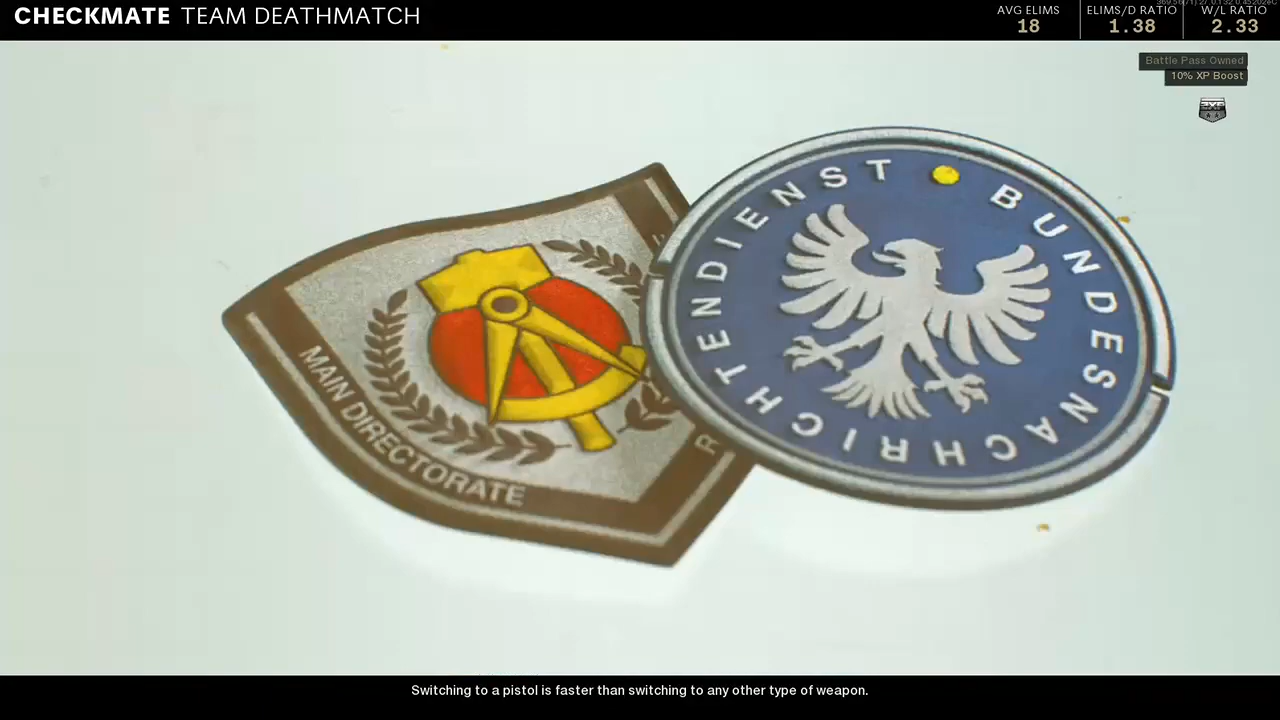 CHECKMATE TEAM DEATHMATCH
AVG ELIMS
18
ELIMS/D RATIO
1.38
W/L RATIO
2.33
Battle Pass Owned
10% XP Boost
MAIN DIRECTORATE
R
BUNDESNACHRICHTENDIENST
Switching to a pistol is faster than switching to any other type of weapon.